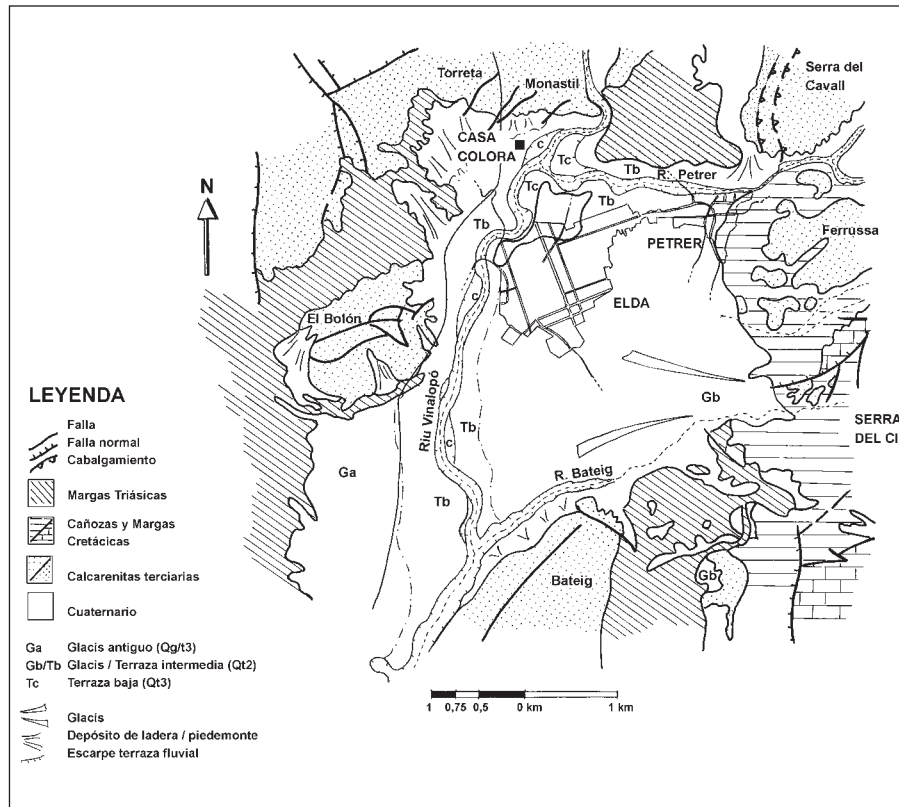 Torreta
Monastil
Serra del
Cavall
CASA
COLORA
c
Tc
Tb
R. Petrer
N
Tc
Tb
Tb
PETRER
Ferrussa
ELDA
c
El Bolón
LEYENDA
Riu Vinalopó
Gb
SERRA
DEL CI
Falla
Falla normal
Cabalgamiento
Tb
c
Ga
R. Bateig
Margas Triásicas
Tb
Cañozas y Margas
Cretácicas
Calcarenitas terciarias
Bateig
Gb
Cuaternario
Ga Glacis antiguo (Qg/t3)
Gb/Tb Glacis / Terraza intermedia (Qt2)
Tc Terraza baja (Qt3)
1 0,75 0,5 0 km 1 km
Glacis
Depósito de ladera / piedemonte
Escarpe terraza fluvial